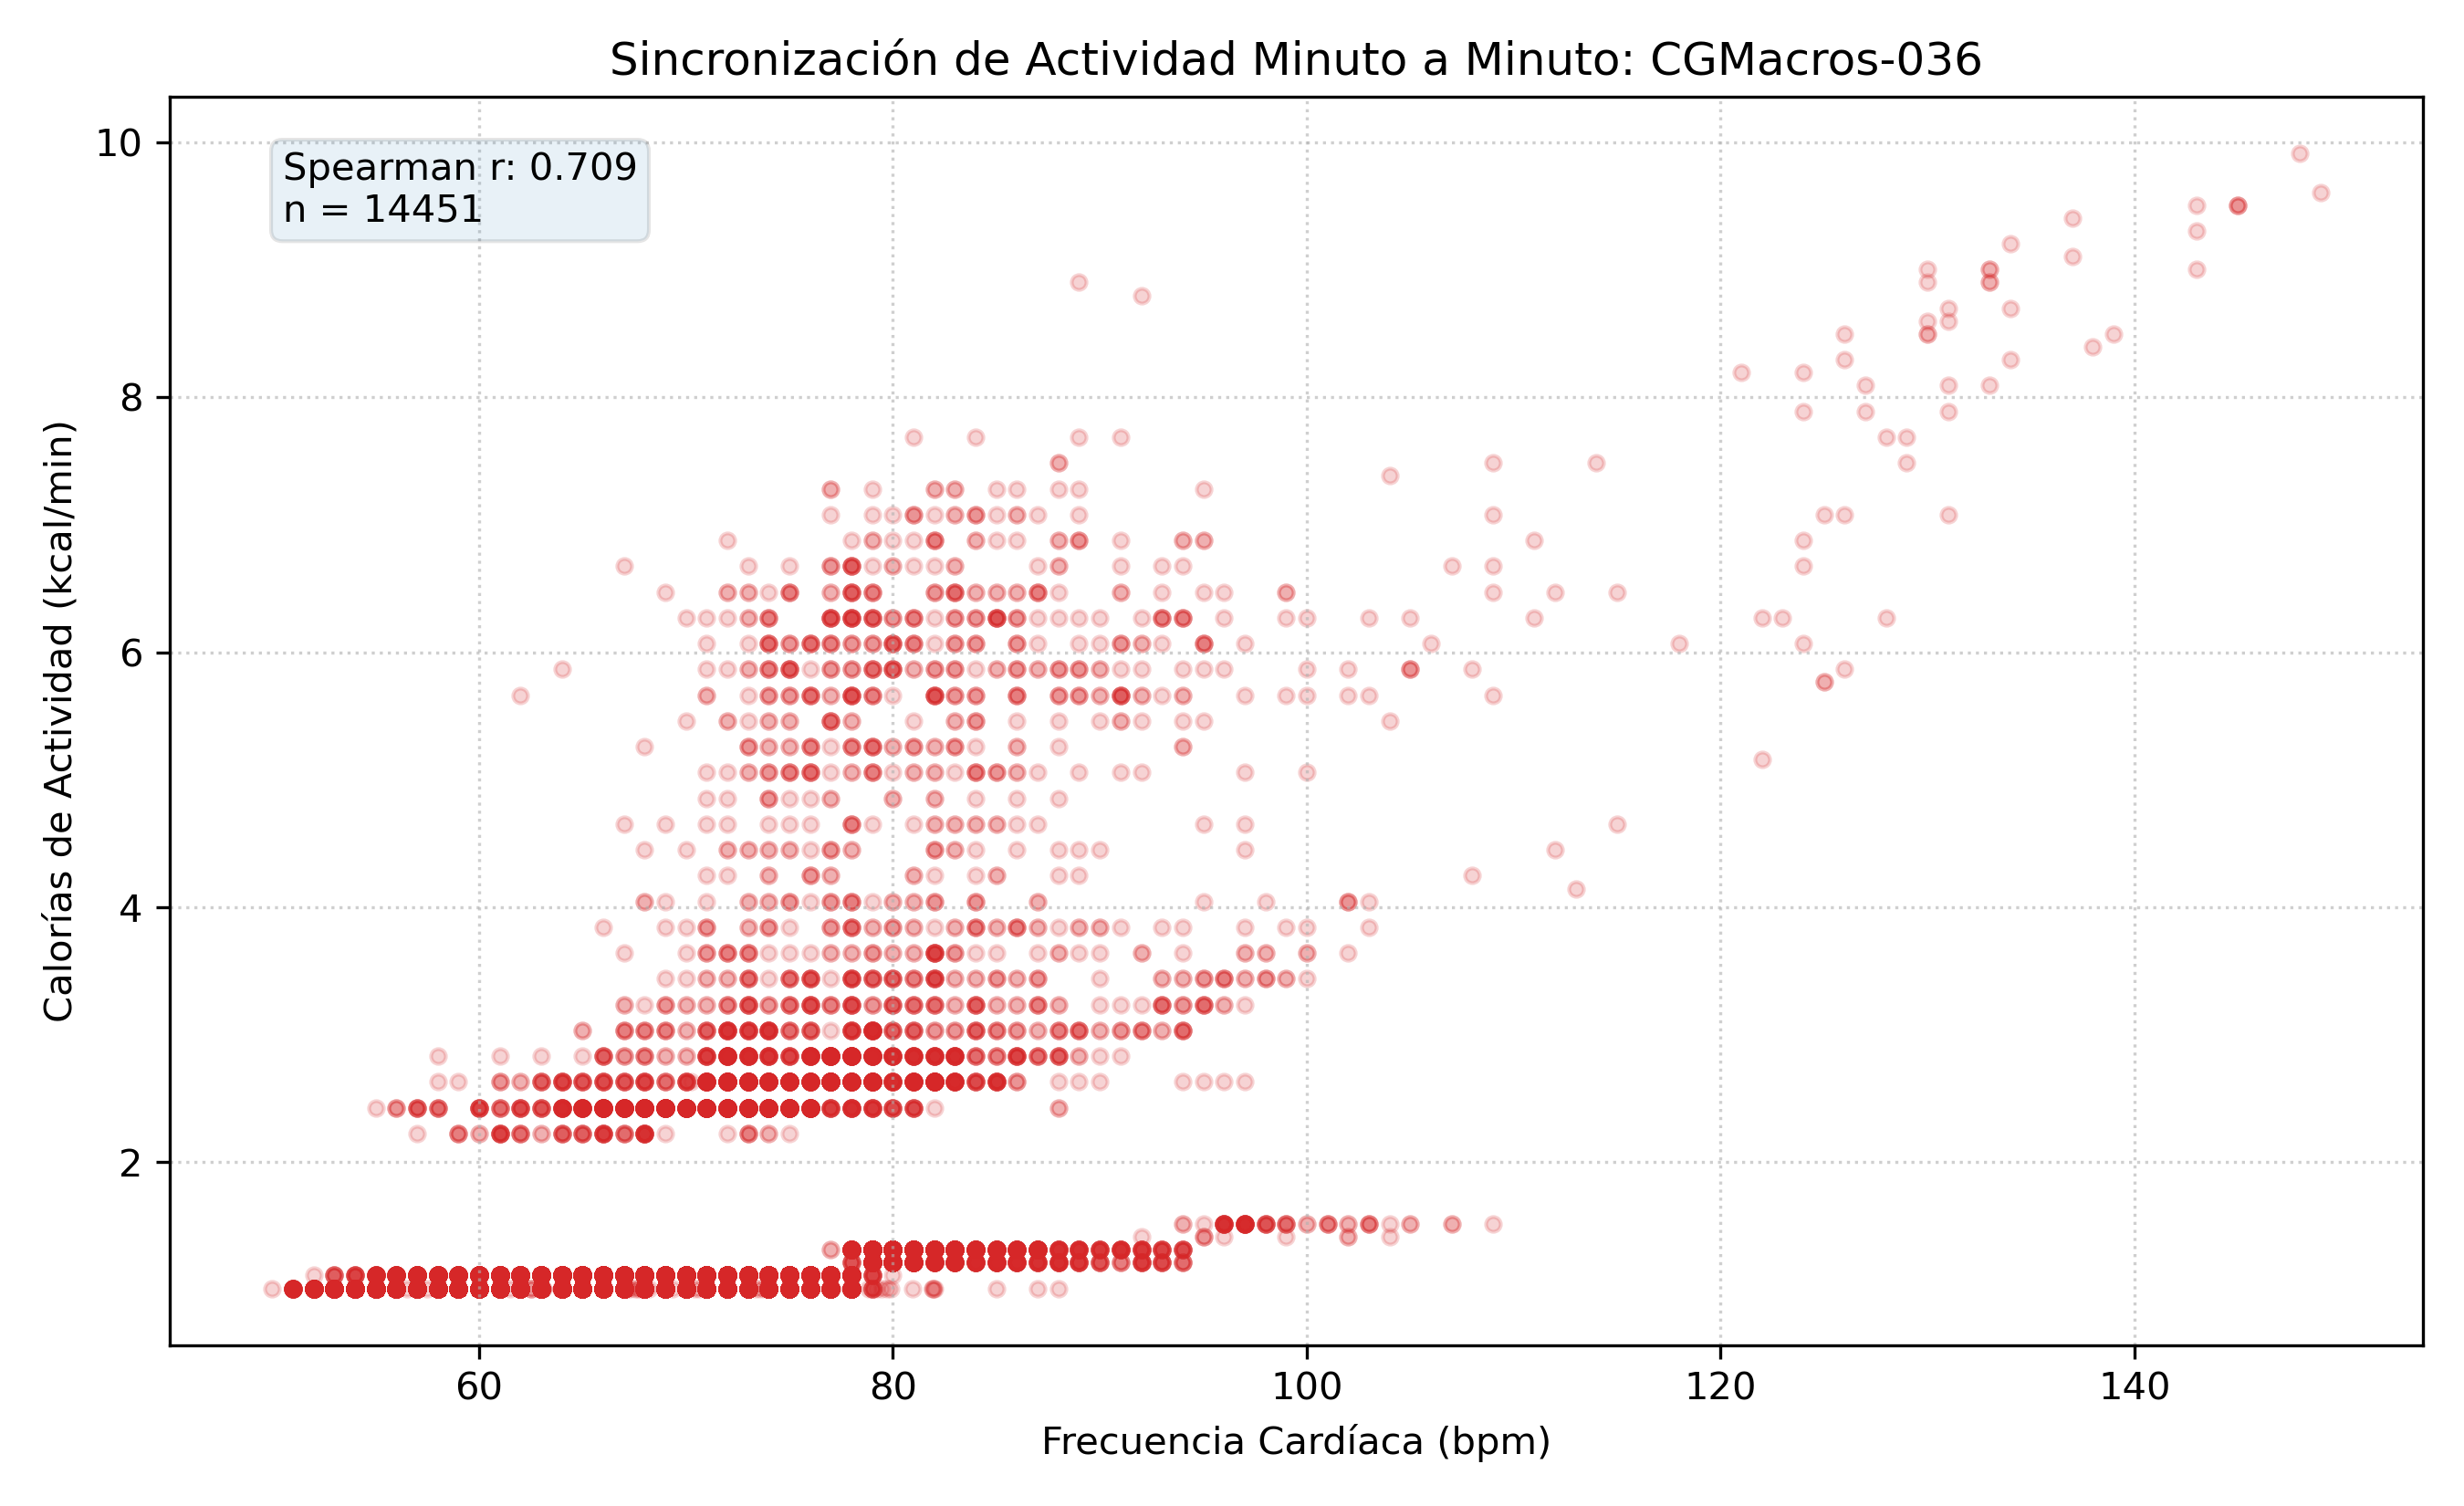 Sincronización de Actividad Minuto a Minuto: CGMacros-036
Spearman r: 0.709
n = 14451
Calorías de Actividad (kcal/min)
10
8
6
4
2
60 80 100 120 140
Frecuencia Cardíaca (bpm)